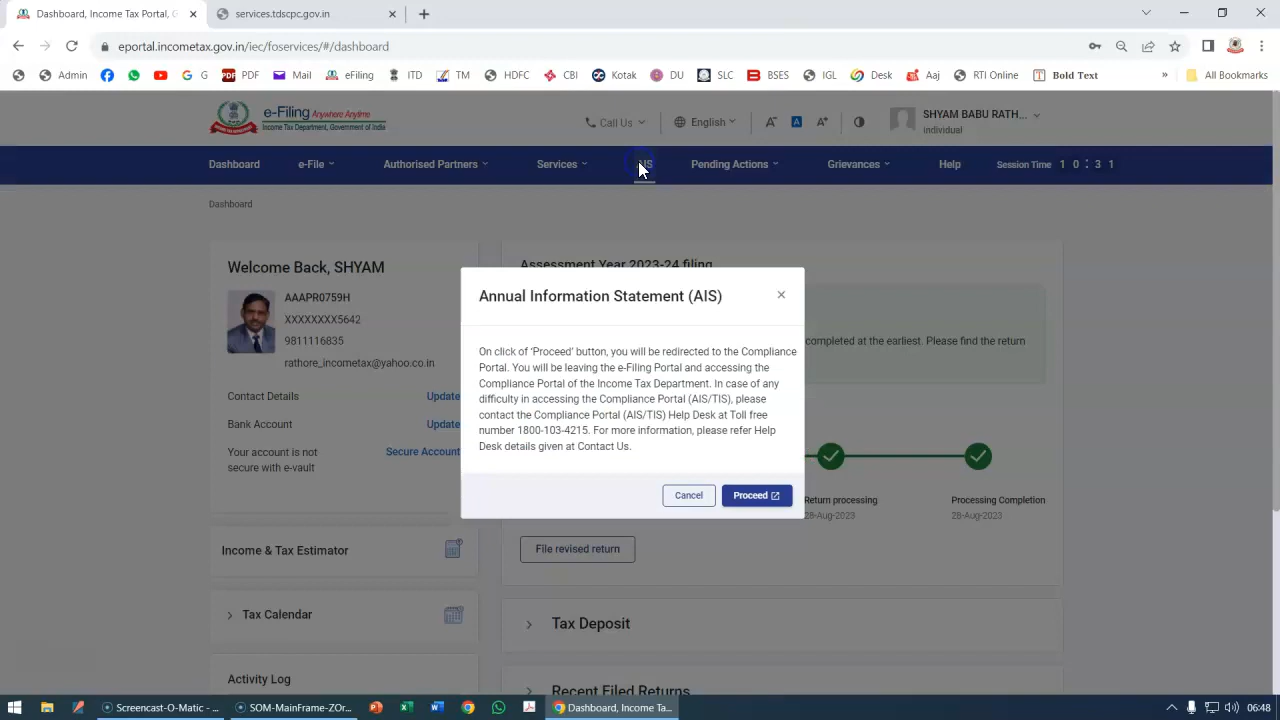 Dashboard, Income Tax Portal, G
services.tdscpc.gov.in
eportal.incometax.gov.in/iec/foservices/#/dashboard
Admin
G
PDF
PDF
Mail
eFiling
ITD
TM
HDFC
CBI
Kotak
DU
SLC
BSES
IGL
Desk
Aaj
RTI Online
Bold Text
»
All Bookmarks
e-Filing Anywhere Anytime
Income Tax Department, Government of India
Call Us
English
A
A
A
SHYAM BABU RATH...
individual
Dashboard
e-File
Authorised Partners
Services
Pending Actions
Grievances
Help
Session Time 1 0 : 3 1
Dashboard
Welcome Back, SHYAM
AAAPR0759H
XXXXXXXX5642
9811116835
rathore_incometax@yahoo.co.in
Contact Details Update
Bank Account Update
Your account is not
secure with e-vault
Secure Account
Income & Tax Estimator
Tax Calendar
Activity Log
Assessment Year 2023-24 filing
completed at the earliest. Please find the return
Annual Information Statement (AIS)
On click of 'Proceed' button, you will be redirected to the Compliance
Portal. You will be leaving the e-Filing Portal and accessing the
Compliance Portal of the Income Tax Department. In case of any
difficulty in accessing the Compliance Portal (AIS/TIS), please
contact the Compliance Portal (AIS/TIS) Help Desk at Toll free
number 1800-103-4215. For more information, please refer Help
Desk details given at Contact Us.
Cancel
Proceed
Return processing
28-Aug-2023
Processing Completion
28-Aug-2023
File revised return
Tax Deposit
Recent Filed Returns
Screencast-O-Matic - ...
SOM-MainFrame-ZOr...
Dashboard, Income Ta...
06:48